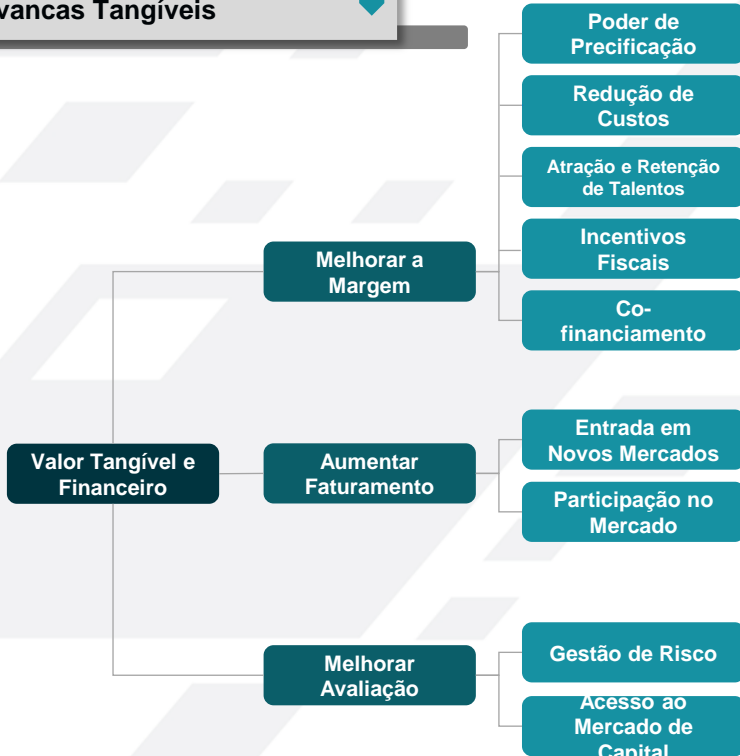 Tangíveis
Poder de
Precificação
Redução de
Custos
Atração e Retenção
de Talentos
Melhorar a
Margem
Incentivos
Fiscais
Co-
financiamento
Valor Tangível e
Financeiro
Aumentar
Faturamento
Entrada em
Novos Mercados
Participação no
Mercado
Melhorar
Avaliação
Gestão de Risco
Acesso ao
Mercado de
Capital